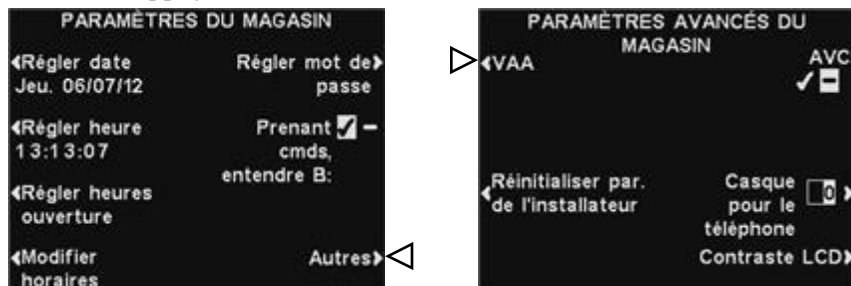 PARAMÈTRES DU MAGASIN
Régler date
Jeu. 06/07/12
Régler heure
13:13:07
Régler heures
ouverture
Modifier
horaires
Régler mot de
passe
Prenant ✓ –
cmds,
entendre B:
Autres
PARAMÈTRES AVANCÉS DU
MAGASIN
VAA
Réinitialiser par.
de l'installateur
AVC
✓ –
Casque
pour le
téléphone
0
Contraste LCD